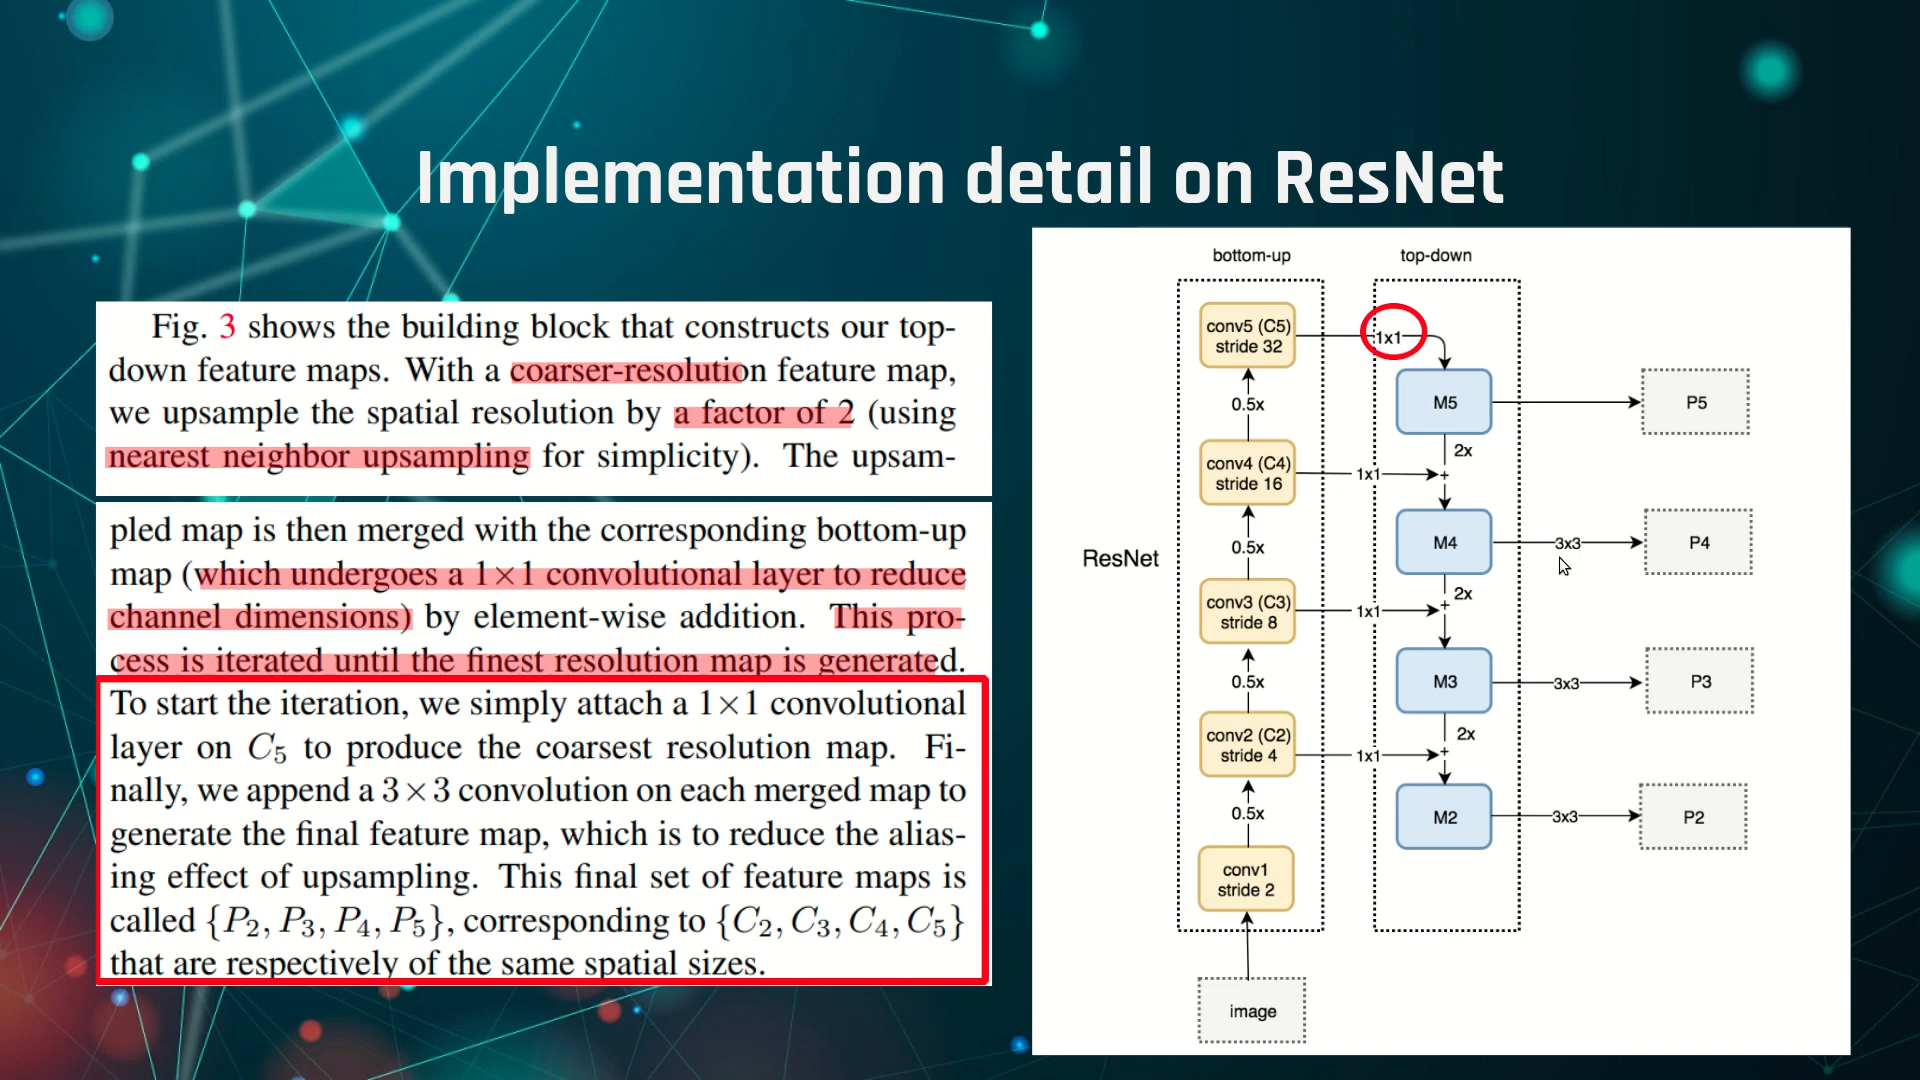 Implementation detail on ResNet
Fig. 3 shows the building block that constructs our top-
down feature maps. With a coarser-resolution feature map,
we upsample the spatial resolution by a factor of 2 (using
nearest neighbor upsampling for simplicity). The upsam-
pled map is then merged with the corresponding bottom-up
map (which undergoes a 1×1 convolutional layer to reduce
channel dimensions) by element-wise addition. This pro-
cess is iterated until the finest resolution map is generated.
To start the iteration, we simply attach a 1×1 convolutional
layer on C5 to produce the coarsest resolution map. Fi-
nally, we append a 3×3 convolution on each merged map to
generate the final feature map, which is to reduce the alias-
ing effect of upsampling. This final set of feature maps is
called {P2, P3, P4, P5}, corresponding to {C2, C3, C4, C5}
that are respectively of the same spatial sizes.
bottom-up
top-down
conv5 (C5)
stride 32
1x1
M5
P5
0.5x
2x
conv4 (C4)
stride 16
1x1
+
M4
3x3
P4
ResNet
0.5x
2x
conv3 (C3)
stride 8
1x1
+
M3
3x3
P3
0.5x
2x
conv2 (C2)
stride 4
1x1
+
M2
3x3
P2
0.5x
conv1
stride 2
image